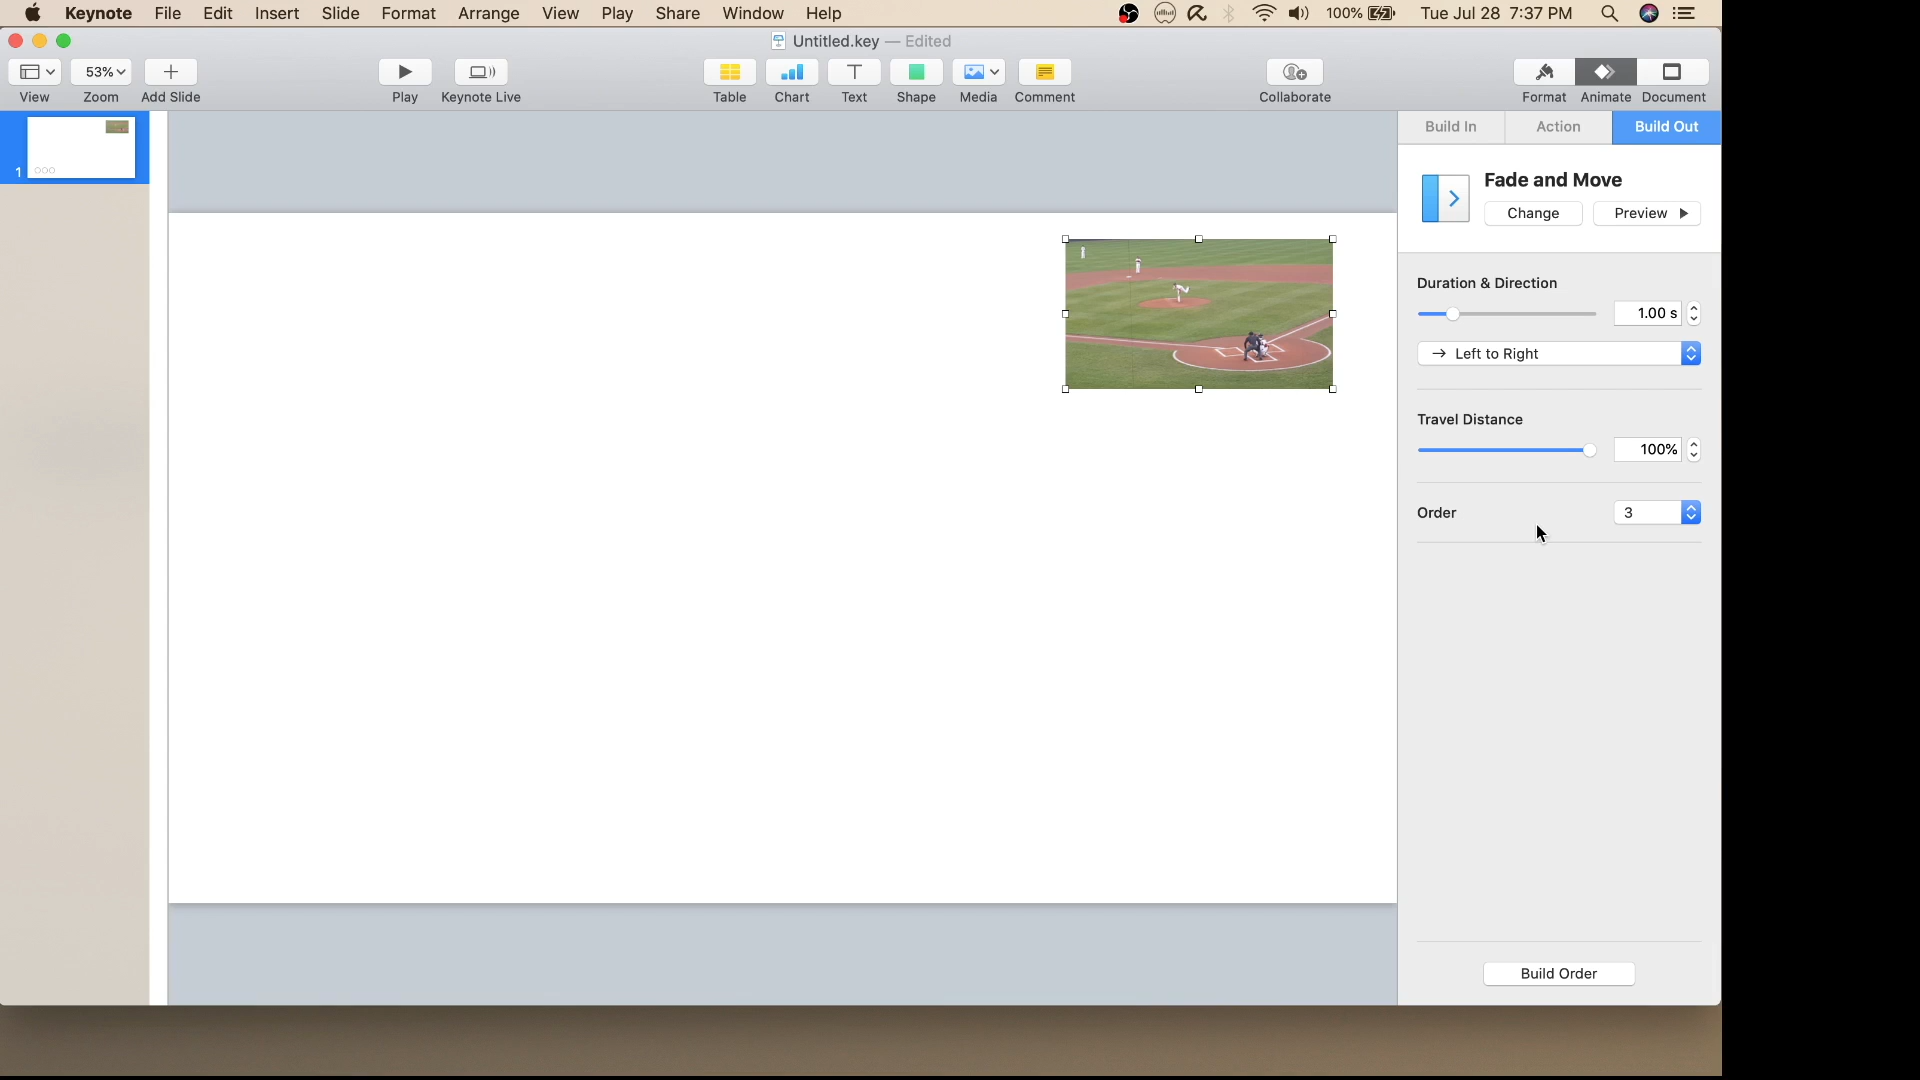 Keynote File Edit Insert Slide Format Arrange View Play Share Window Help 100% Tue Jul 28 7:37 PM
Untitled.key — Edited
53%
View Zoom Add Slide Play Keynote Live Table Chart Text Shape Media Comment Collaborate Format Animate Document
Build In Action Build Out
1
Fade and Move
Change Preview
Duration & Direction
1.00 s
→ Left to Right
Travel Distance
100%
Order 3
Build Order